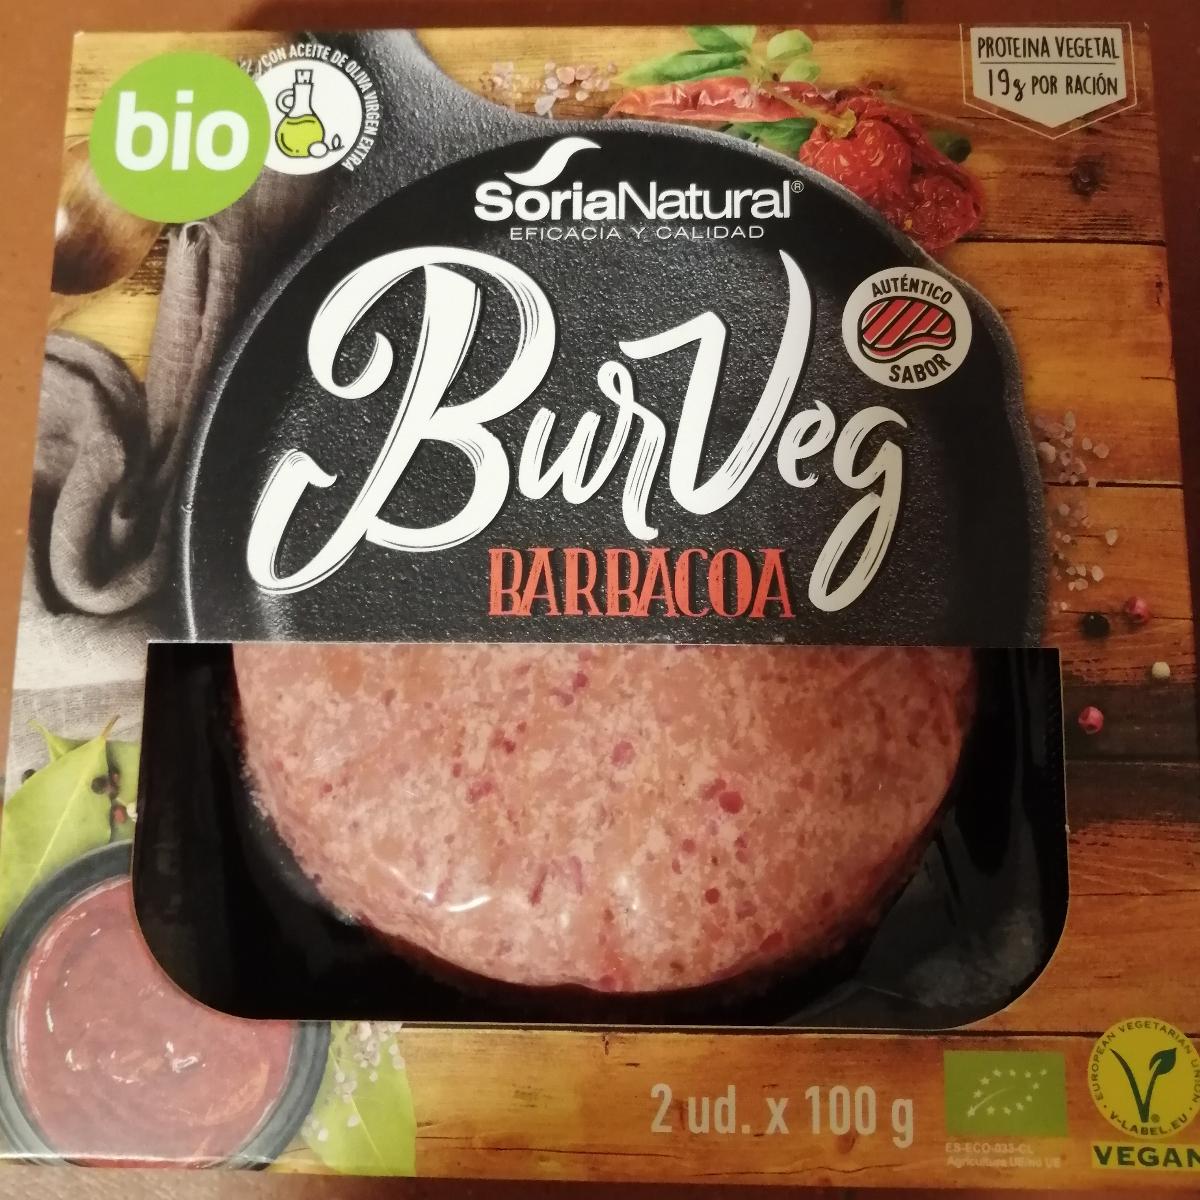 bio
CON ACEITE DE OLIVA VIRGEN EXTRA
PROTEINA VEGETAL
19g POR RACIÓN
SoriaNatural®
EFICACIA Y CALIDAD
AUTÉNTICO
SABOR
BurVeg
BARBACOA
2 ud. x 100 g
ES-ECO-033-CL
Agricultura UE/no UE
EUROPEAN VEGETARIAN UNION
V-LABEL.EU
VEGAN